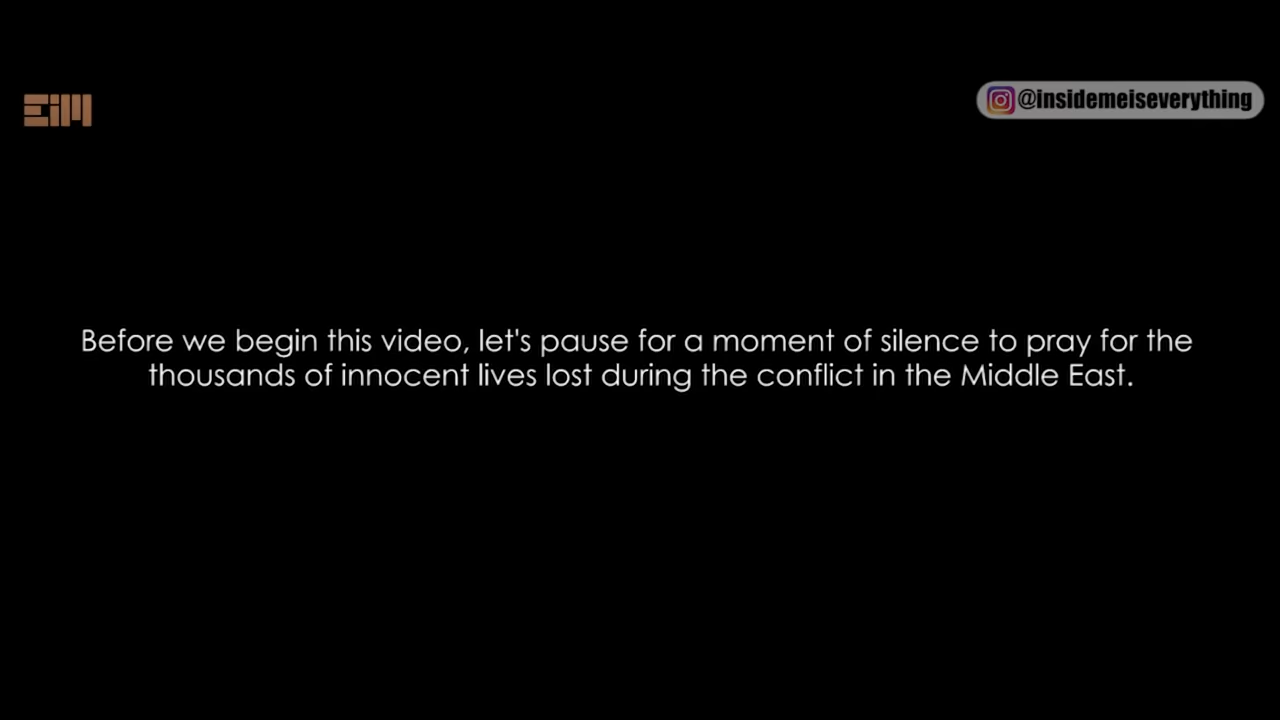 EiM
@insidemeiseverything
Before we begin this video, let's pause for a moment of silence to pray for the
thousands of innocent lives lost during the conflict in the Middle East.